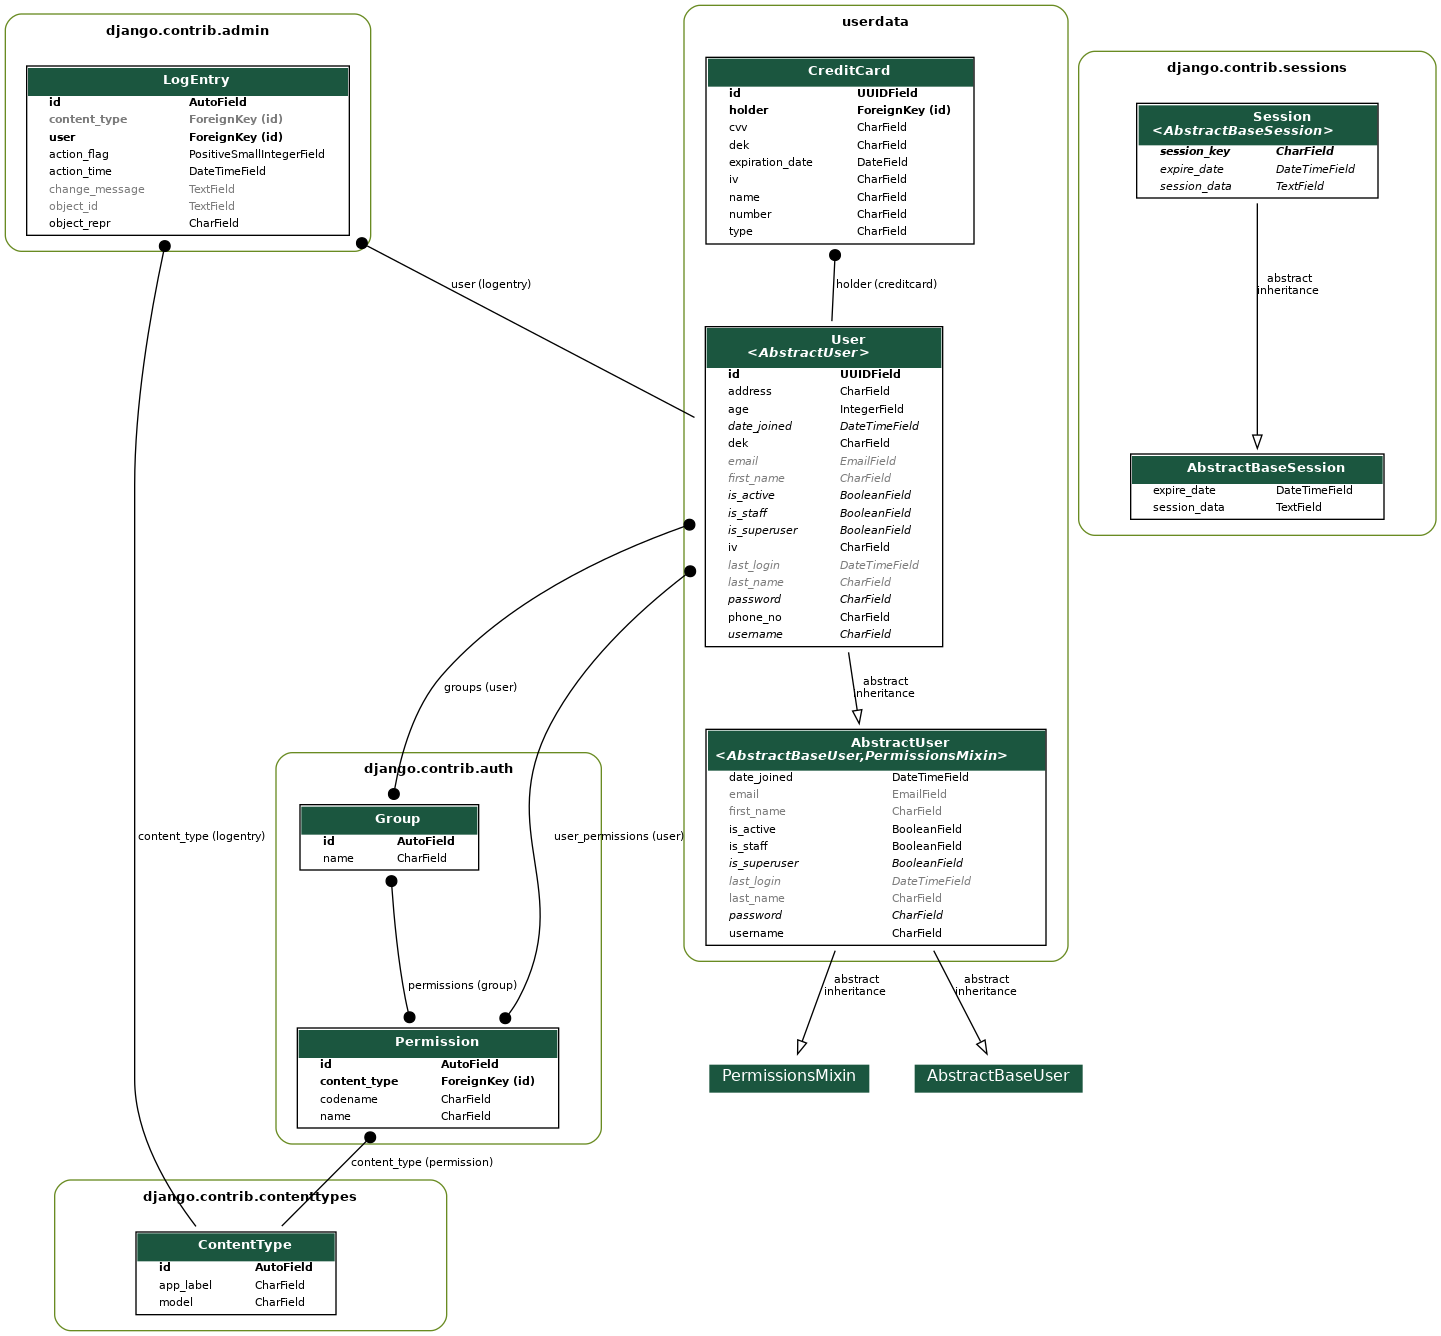 django.contrib.admin
LogEntry
id AutoField
content_type ForeignKey (id)
user ForeignKey (id)
action_flag PositiveSmallIntegerField
action_time DateTimeField
change_message TextField
object_id TextField
object_repr CharField
userdata
CreditCard
id UUIDField
holder ForeignKey (id)
cvv CharField
dek CharField
expiration_date DateField
iv CharField
name CharField
number CharField
type CharField
django.contrib.sessions
Session
<AbstractBaseSession>
session_key CharField
expire_date DateTimeField
session_data TextField
user (logentry)
holder (creditcard)
abstract
inheritance
User
<AbstractUser>
id UUIDField
address CharField
age IntegerField
date_joined DateTimeField
dek CharField
email EmailField
first_name CharField
is_active BooleanField
is_staff BooleanField
is_superuser BooleanField
iv CharField
last_login DateTimeField
last_name CharField
password CharField
phone_no CharField
username CharField
AbstractBaseSession
expire_date DateTimeField
session_data TextField
groups (user)
abstract
inheritance
AbstractUser
<AbstractBaseUser,PermissionsMixin>
date_joined DateTimeField
email EmailField
first_name CharField
is_active BooleanField
is_staff BooleanField
is_superuser BooleanField
last_login DateTimeField
last_name CharField
password CharField
username CharField
django.contrib.auth
Group
id AutoField
name CharField
content_type (logentry)
user_permissions (user)
permissions (group)
abstract
inheritance
abstract
inheritance
Permission
id AutoField
content_type ForeignKey (id)
codename CharField
name CharField
PermissionsMixin
AbstractBaseUser
content_type (permission)
django.contrib.contenttypes
ContentType
id AutoField
app_label CharField
model CharField